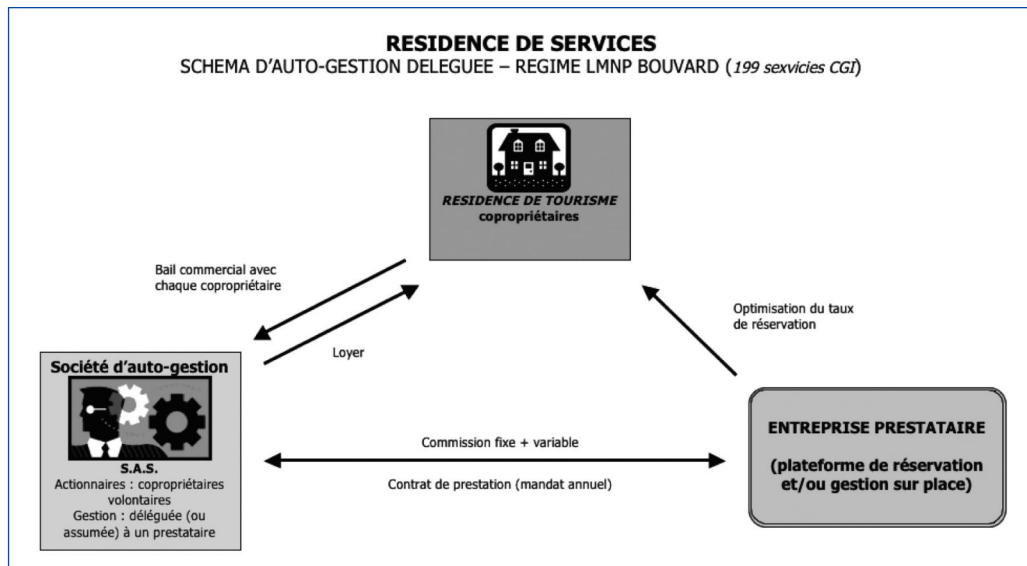 RESIDENCE DE SERVICES
SCHEMA D'AUTO-GESTION DELEGUEE – REGIME LMNP BOUVARD (199 sexvicies CGI)
RESIDENCE DE TOURISME
copropriétaires
Bail commercial avec
chaque copropriétaire
Loyer
Optimisation du taux
de réservation
Société d'auto-gestion
S.A.S.
Actionnaires : copropriétaires
volontaires
Gestion : déléguée (ou
assumée) à un prestataire
Commission fixe + variable
Contrat de prestation (mandat annuel)
ENTREPRISE PRESTATAIRE
(plateforme de réservation
et/ou gestion sur place)